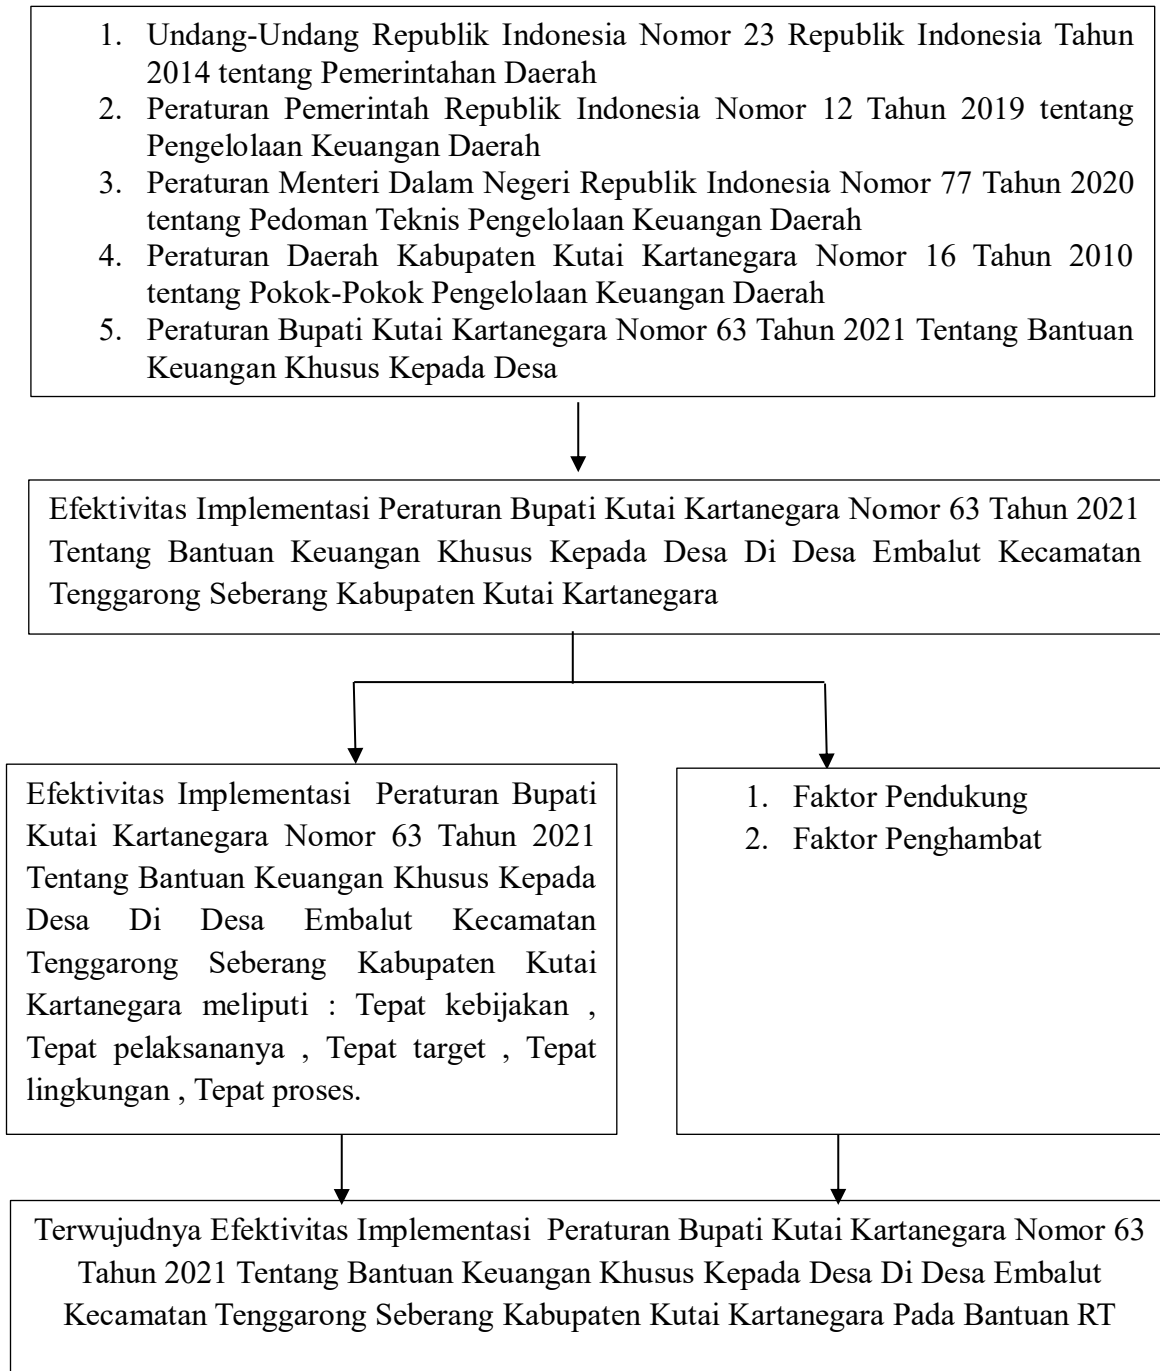 1. Undang-Undang Republik Indonesia Nomor 23 Republik Indonesia Tahun
2014 tentang Pemerintahan Daerah
2. Peraturan Pemerintah Republik Indonesia Nomor 12 Tahun 2019 tentang
Pengelolaan Keuangan Daerah
3. Peraturan Menteri Dalam Negeri Republik Indonesia Nomor 77 Tahun 2020
tentang Pedoman Teknis Pengelolaan Keuangan Daerah
4. Peraturan Daerah Kabupaten Kutai Kartanegara Nomor 16 Tahun 2010
tentang Pokok-Pokok Pengelolaan Keuangan Daerah
5. Peraturan Bupati Kutai Kartanegara Nomor 63 Tahun 2021 Tentang Bantuan
Keuangan Khusus Kepada Desa
Efektivitas Implementasi Peraturan Bupati Kutai Kartanegara Nomor 63 Tahun 2021
Tentang Bantuan Keuangan Khusus Kepada Desa Di Desa Embalut Kecamatan
Tenggarong Seberang Kabupaten Kutai Kartanegara
Efektivitas Implementasi Peraturan Bupati
Kutai Kartanegara Nomor 63 Tahun 2021
Tentang Bantuan Keuangan Khusus Kepada
Desa Di Desa Embalut Kecamatan
Tenggarong Seberang Kabupaten Kutai
Kartanegara meliputi : Tepat kebijakan ,
Tepat pelaksananya , Tepat target , Tepat
lingkungan , Tepat proses.
1. Faktor Pendukung
2. Faktor Penghambat
Terwujudnya Efektivitas Implementasi Peraturan Bupati Kutai Kartanegara Nomor 63
Tahun 2021 Tentang Bantuan Keuangan Khusus Kepada Desa Di Desa Embalut
Kecamatan Tenggarong Seberang Kabupaten Kutai Kartanegara Pada Bantuan RT